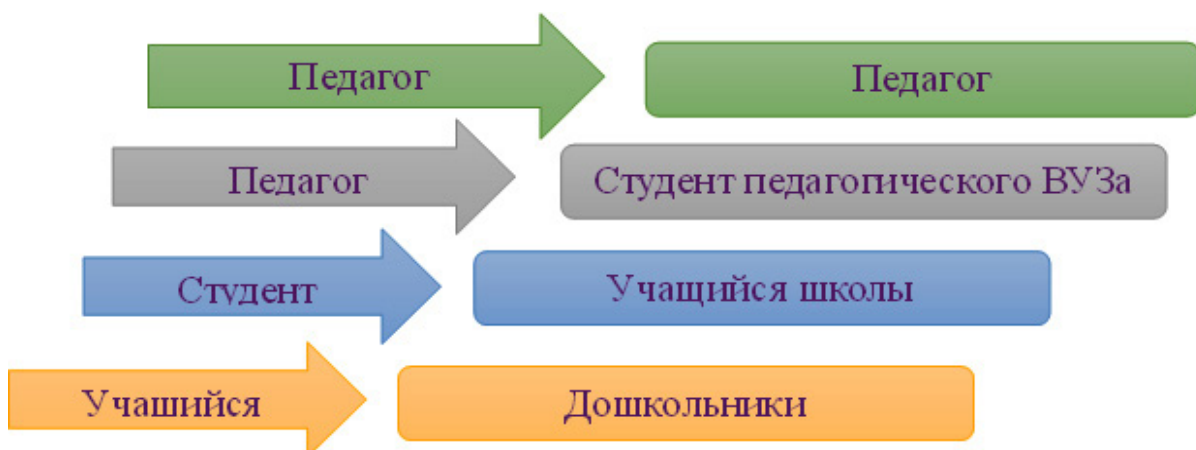 Педагог
Педагог
Педагог
Студент педагогического ВУЗа
Студент
Учащийся школы
Учашийся
Дошкольники